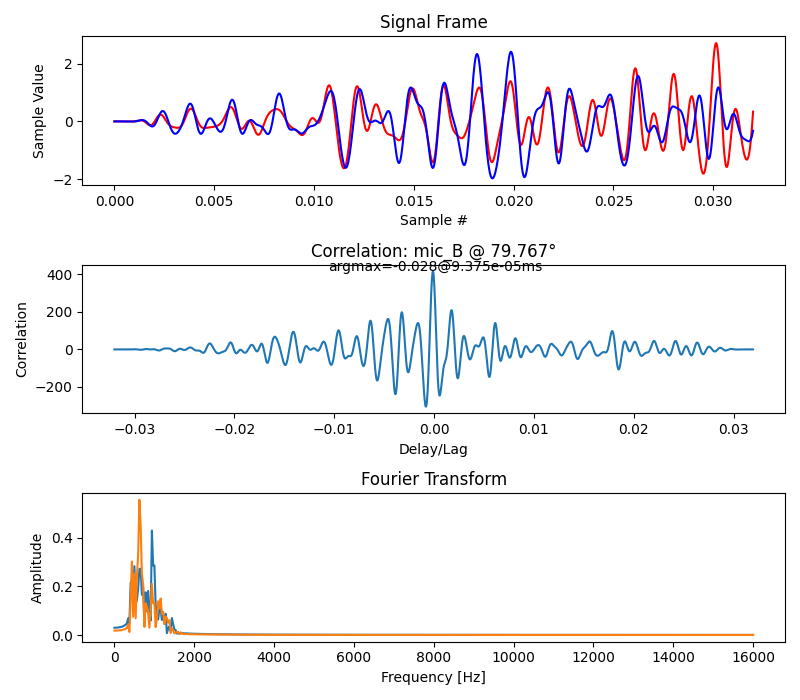 Signal Frame
Sample Value
2
0
−2
0.000 0.005 0.010 0.015 0.020 0.025 0.030
Sample #
Correlation: mic_B @ 79.767°
argmax=-0.028@9.375e-05ms
Correlation
400
200
0
−200
−0.03 −0.02 −0.01 0.00 0.01 0.02 0.03
Delay/Lag
Fourier Transform
Amplitude
0.4
0.2
0.0
0 2000 4000 6000 8000 10000 12000 14000 16000
Frequency [Hz]